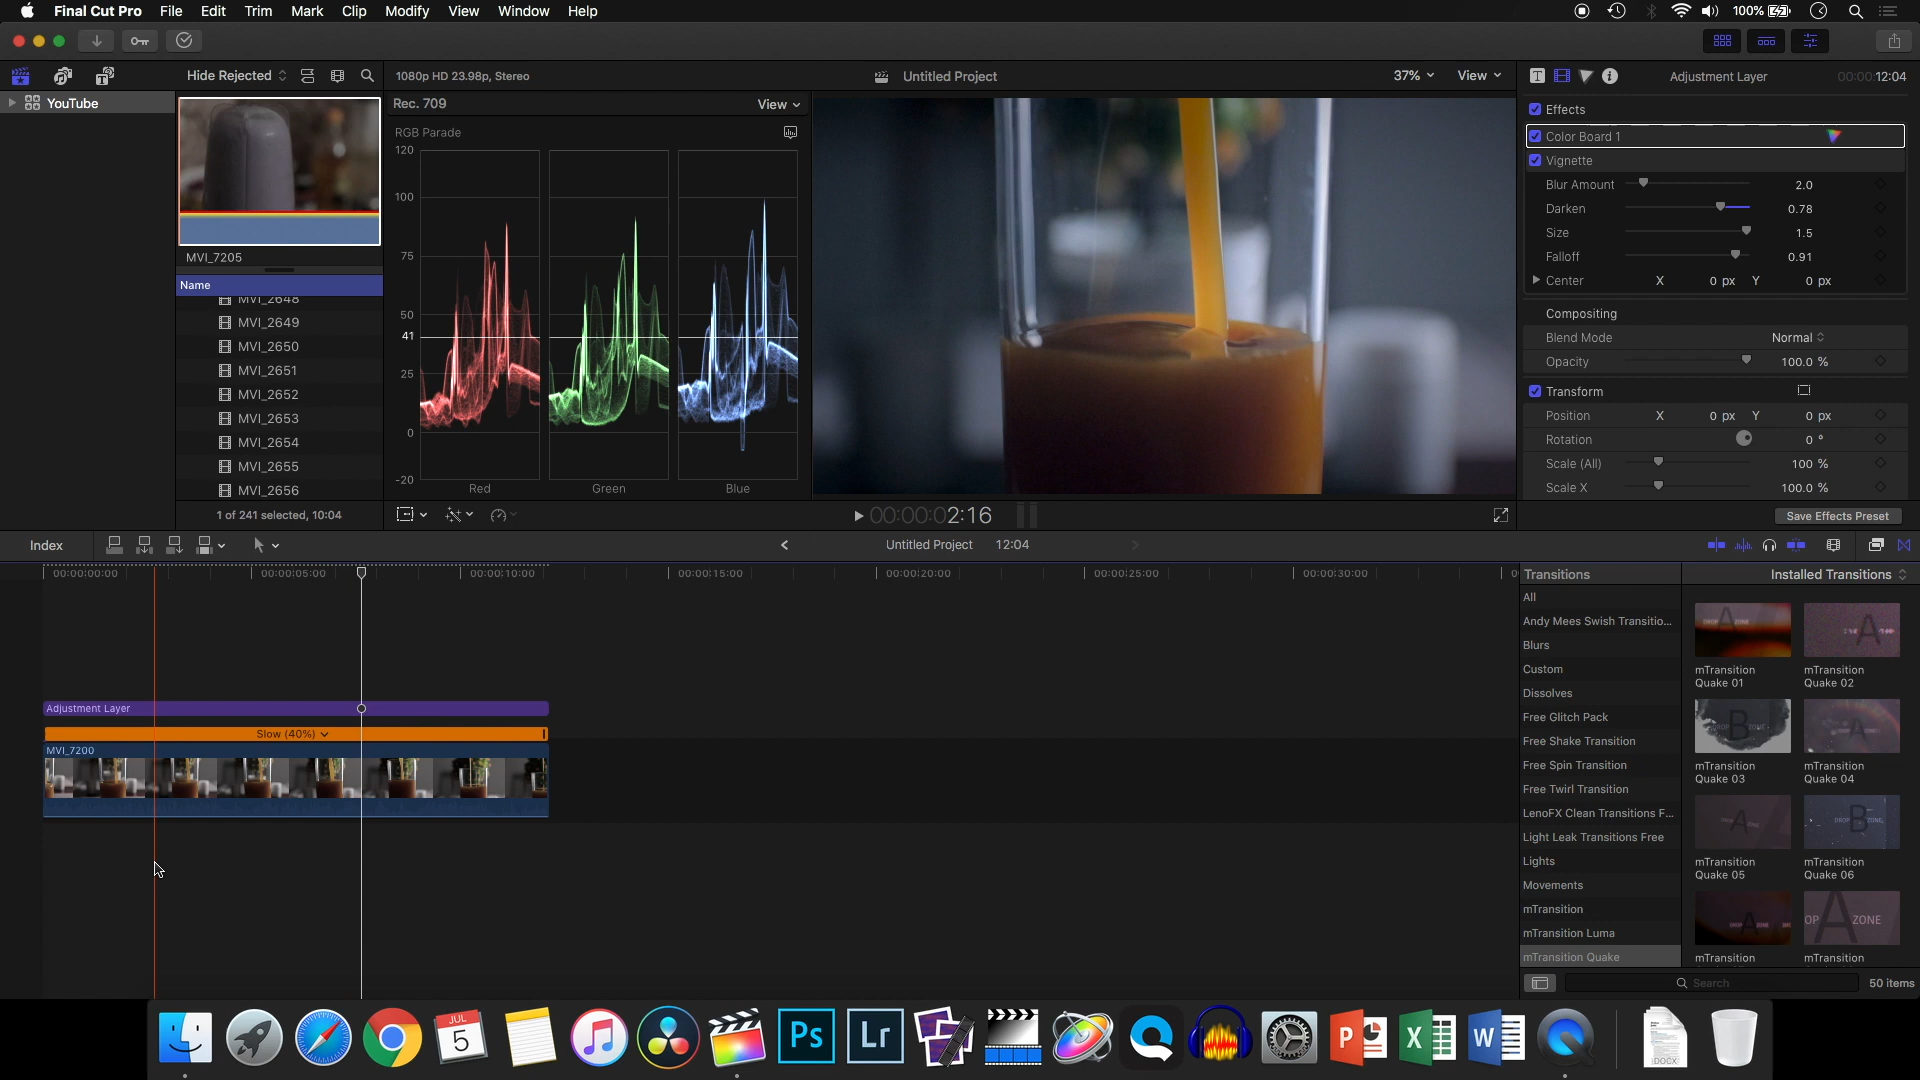 Final Cut Pro File Edit Trim Mark Clip Modify View Window Help 100%
Hide Rejected 1080p HD 23.98p, Stereo Untitled Project 37% View Adjustment Layer 00:00:12:04
YouTube
Rec. 709 View
RGB Parade
120
100
75
50
41
25
0
-20
Red Green Blue
MVI_7205
Name
MVI_2648
MVI_2649
MVI_2650
MVI_2651
MVI_2652
MVI_2653
MVI_2654
MVI_2655
MVI_2656
1 of 241 selected, 10:04
00:00:02:16
Effects
Color Board 1
Vignette
Blur Amount 2.0
Darken 0.78
Size 1.5
Falloff 0.91
Center X 0 px Y 0 px
Compositing
Blend Mode Normal
Opacity 100.0 %
Transform
Position X 0 px Y 0 px
Rotation 0 °
Scale (All) 100 %
Scale X 100.0 %
Save Effects Preset
Index Untitled Project 12:04
00:00:00:00 00:00:05:00 00:00:10:00 00:00:15:00 00:00:20:00 00:00:25:00 00:00:30:00
Adjustment Layer
Slow (40%)
MVI_7200
Transitions Installed Transitions
All
Andy Mees Swish Transitio...
Blurs
Custom
Dissolves
Free Glitch Pack
Free Shake Transition
Free Spin Transition
Free Twirl Transition
LenoFX Clean Transitions F...
Light Leak Transitions Free
Lights
Movements
mTransition
mTransition Luma
mTransition Quake
mTransition Quake 01
mTransition Quake 02
mTransition Quake 03
mTransition Quake 04
mTransition Quake 05
mTransition Quake 06
mTransition
mTransition
Search 50 items
JUL
5
Ps
Lr
DOCX